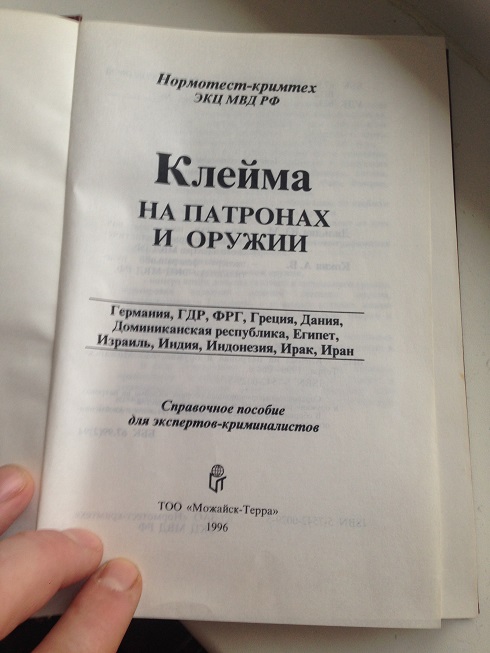 Нормотест-кримтех
ЭКЦ МВД РФ
Клейма
НА ПАТРОНАХ
И ОРУЖИИ
Германия, ГДР, ФРГ, Греция, Дания,
Доминиканская республика, Египет,
Израиль, Индия, Индонезия, Ирак, Иран
Справочное пособие
для экспертов-криминалистов
ТОО «Можайск-Терра»
1996